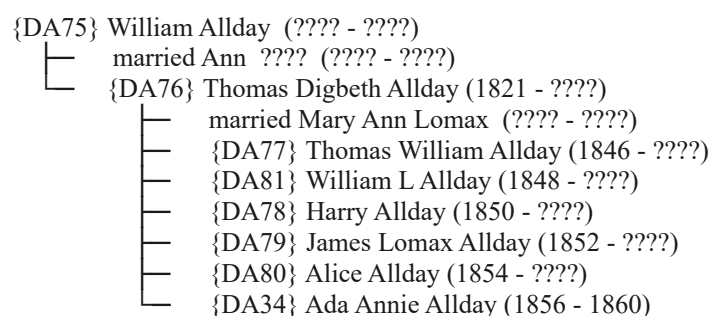 {DA75} William Allday (???? - ????)
married Ann ???? (???? - ????)
{DA76} Thomas Digbeth Allday (1821 - ????)
married Mary Ann Lomax (???? - ????)
{DA77} Thomas William Allday (1846 - ????)
{DA81} William L Allday (1848 - ????)
{DA78} Harry Allday (1850 - ????)
{DA79} James Lomax Allday (1852 - ????)
{DA80} Alice Allday (1854 - ????)
{DA34} Ada Annie Allday (1856 - 1860)